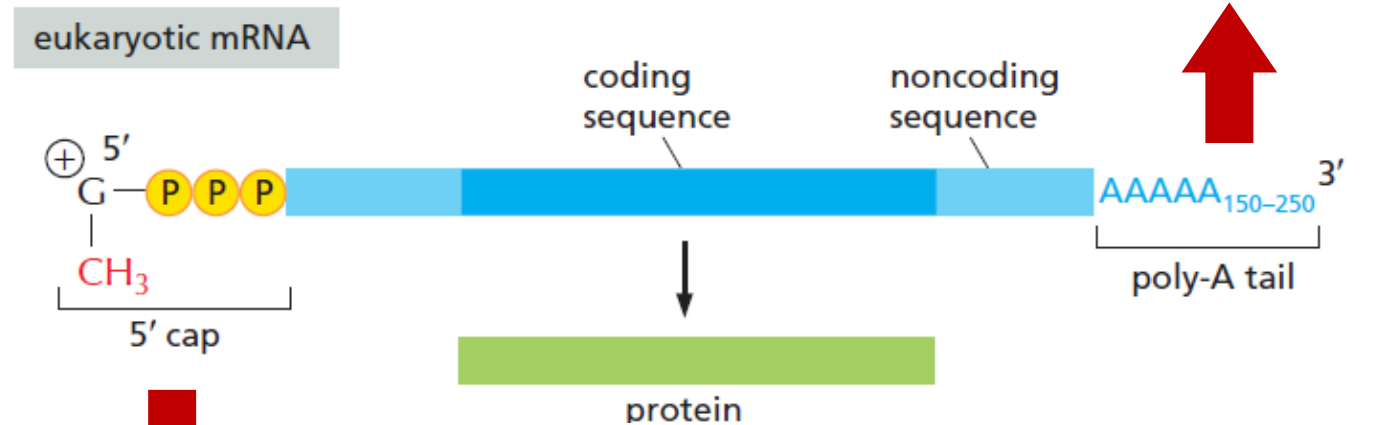 eukaryotic mRNA
coding
sequence
noncoding
sequence
+
5′
G
P P P
AAAAA150–250
3′
CH3
5′ cap
poly-A tail
protein